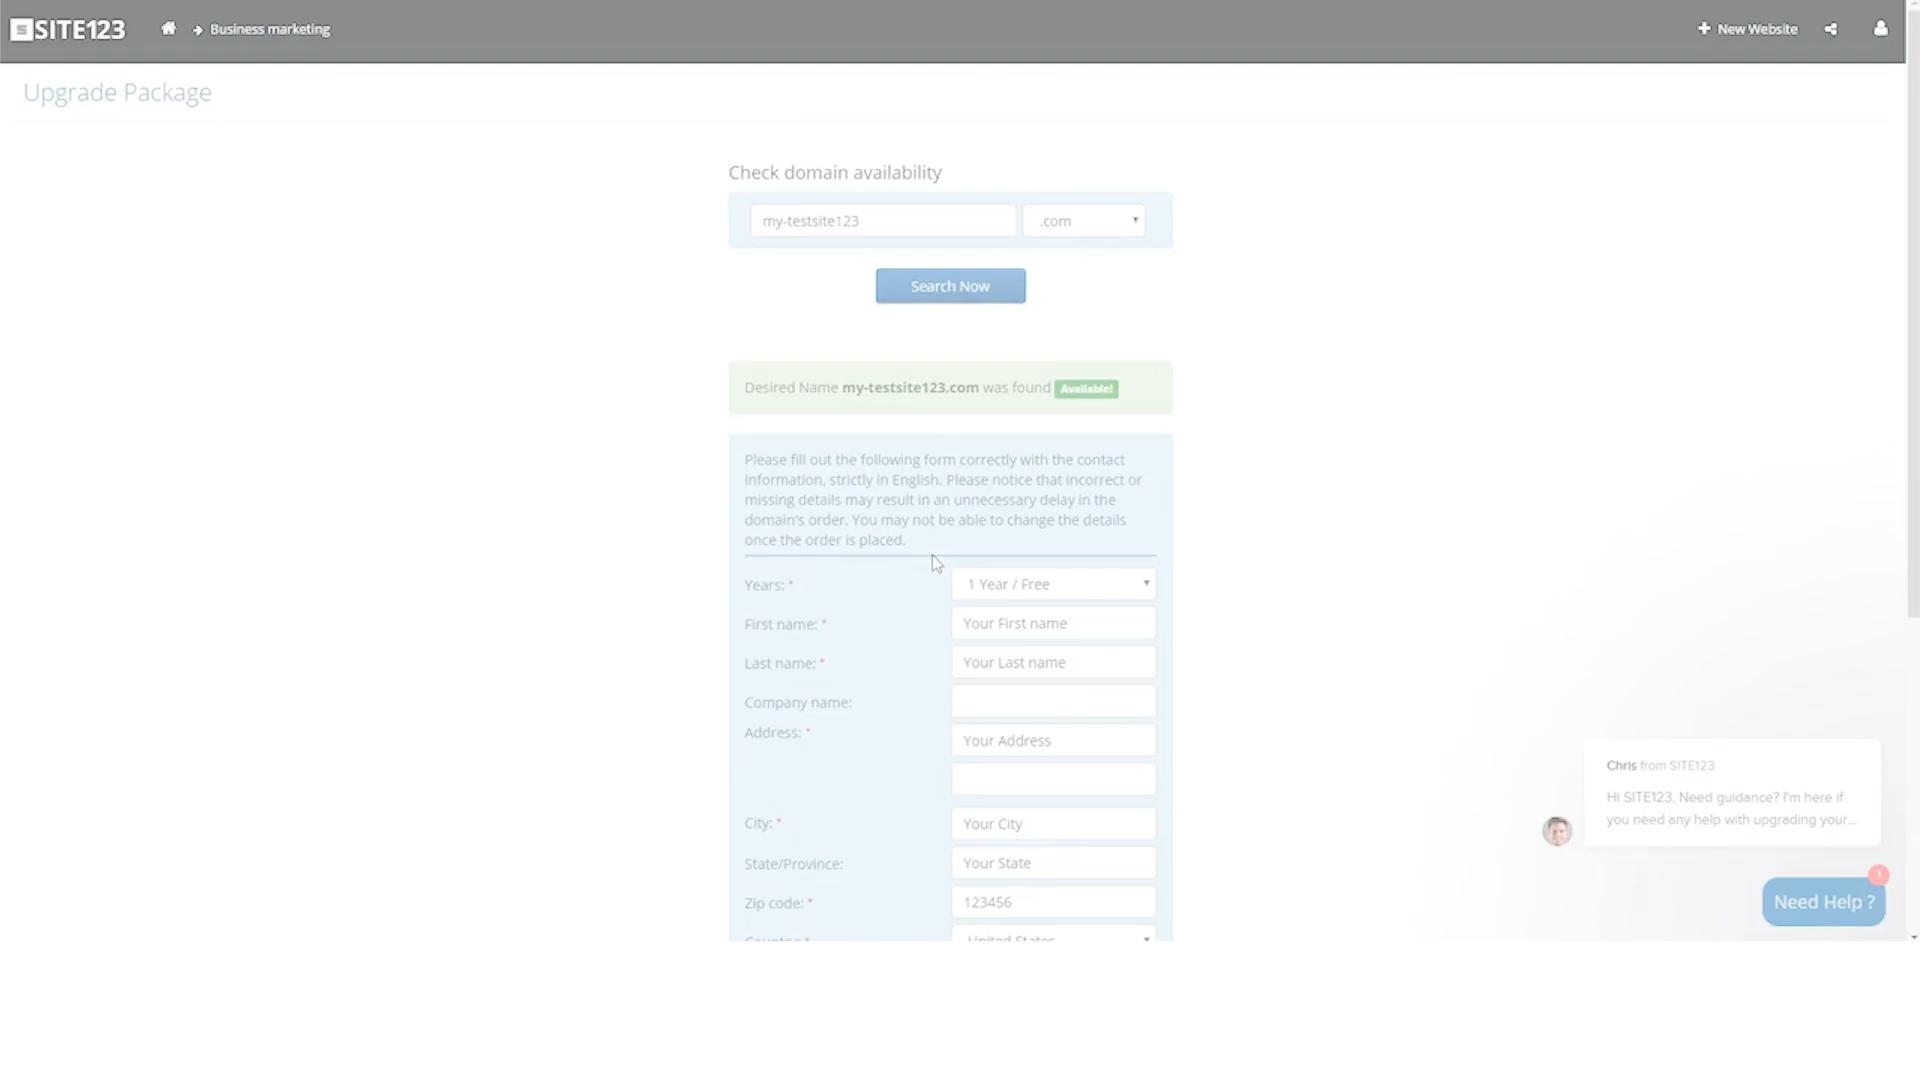 SITE123
Business marketing
New Website
Upgrade Package
Check domain availability
my-testsite123
.com
Search Now
Desired Name my-testsite123.com was found Available!
Please fill out the following form correctly with the contact
information, strictly in English. Please notice that incorrect or
missing details may result in an unnecessary delay in the
domain's order. You may not be able to change the details
once the order is placed.
Years: * 1 Year / Free
First name: * Your First name
Last name: * Your Last name
Company name:
Address: * Your Address
City: * Your City
State/Province: Your State
Zip code: * 123456
Country: * United States
Chris from SITE123
Hi SITE123, Need guidance? I'm here if
you need any help with upgrading your...
1
Need Help ?